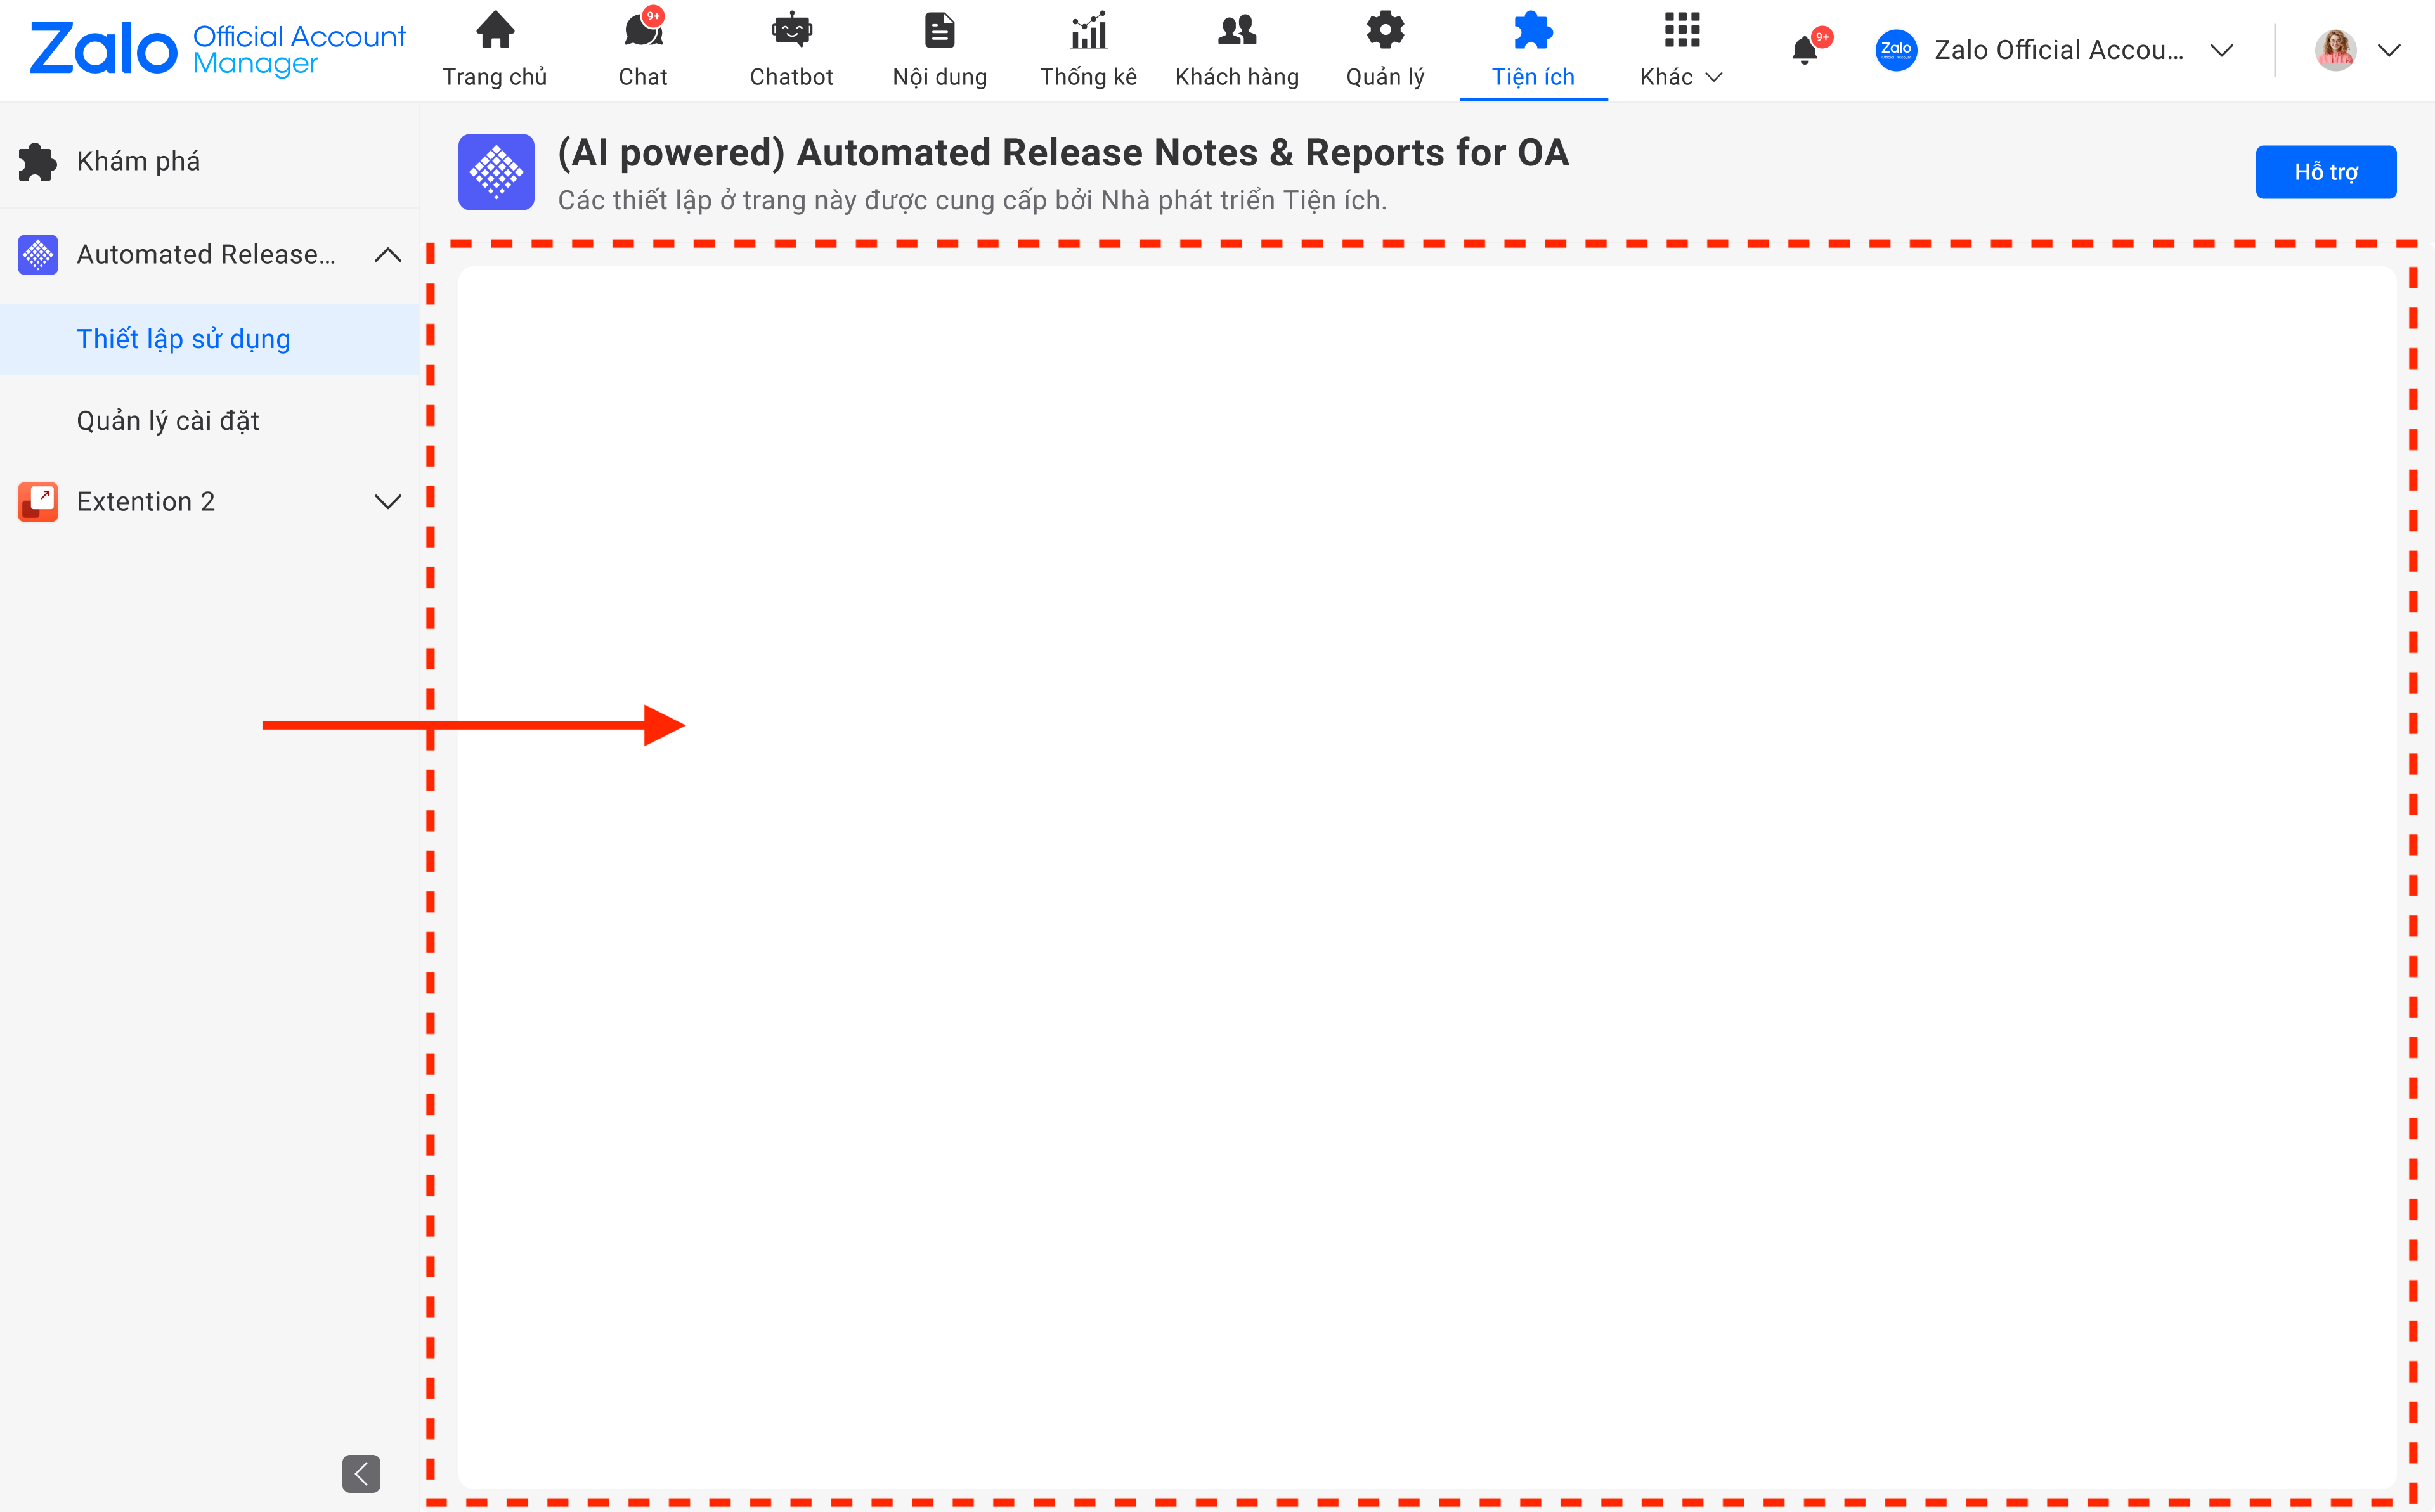 Zalo Official Account Manager
Trang chủ
9+
Chat
Chatbot
Nội dung
Thống kê
Khách hàng
Quản lý
Tiện ích
Khác
9+
Zalo
Official Account
Zalo Official Accou...
Khám phá
Automated Release...
Thiết lập sử dụng
Quản lý cài đặt
Extention 2
(AI powered) Automated Release Notes & Reports for OA
Các thiết lập ở trang này được cung cấp bởi Nhà phát triển Tiện ích.
Hỗ trợ